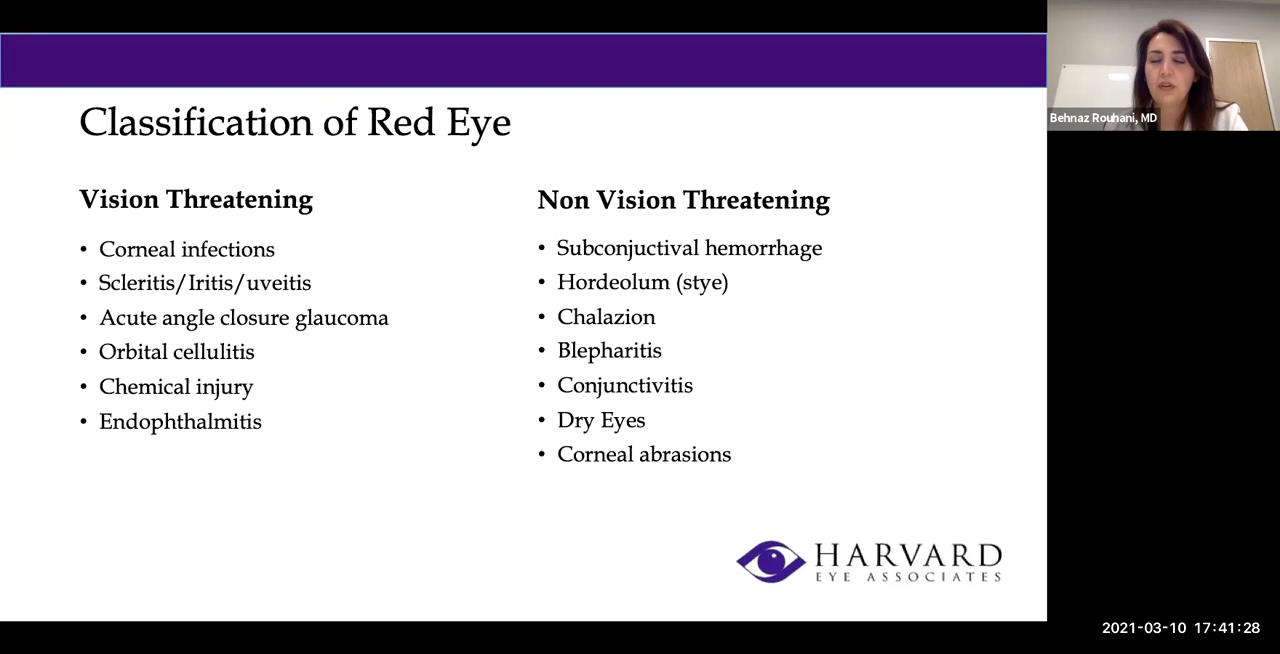 Classification of Red Eye
Vision Threatening
• Corneal infections
• Scleritis/Iritis/uveitis
• Acute angle closure glaucoma
• Orbital cellulitis
• Chemical injury
• Endophthalmitis
Non Vision Threatening
• Subconjuctival hemorrhage
• Hordeolum (stye)
• Chalazion
• Blepharitis
• Conjunctivitis
• Dry Eyes
• Corneal abrasions
HARVARD
EYE ASSOCIATES
Behnaz Rouhani, MD
2021-03-10 17:41:28